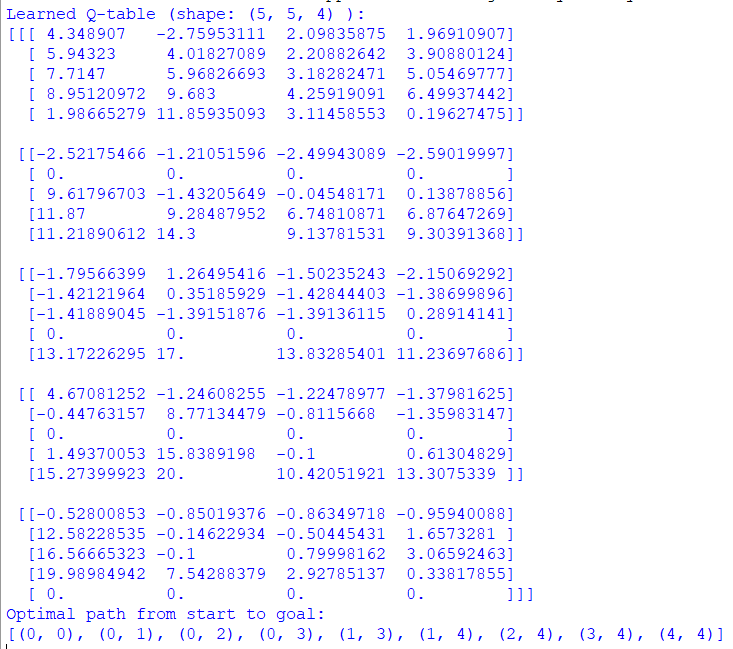 Learned Q-table (shape: (5, 5, 4) ):
[[[ 4.348907   -2.75953111  2.09835875  1.96910907]
  [ 5.94323     4.01827089  2.20882642  3.90880124]
  [ 7.7147      5.96826693  3.18282471  5.05469777]
  [ 8.95120972  9.683       4.25919091  6.49937442]
  [ 1.98665279 11.85935093  3.11458553  0.19627475]]

 [[-2.52175466 -1.21051596 -2.49943089 -2.59019997]
  [ 0.          0.          0.          0.        ]
  [ 9.61796703 -1.43205649 -0.04548171  0.13878856]
  [11.87        9.28487952  6.74810871  6.87647269]
  [11.21890612 14.3         9.13781531  9.30391368]]

 [[-1.79566399  1.26495416 -1.50235243 -2.15069292]
  [-1.42121964  0.35185929 -1.42844403 -1.38699896]
  [-1.41889045 -1.39151876 -1.39136115  0.28914141]
  [ 0.          0.          0.          0.        ]
  [13.17226295 17.         13.83285401 11.23697686]]

 [[ 4.67081252 -1.24608255 -1.22478977 -1.37981625]
  [-0.44763157  8.77134479 -0.8115668  -1.35983147]
  [ 0.          0.          0.          0.        ]
  [ 1.49370053 15.8389198  -0.1         0.61304829]
  [15.27399923 20.         10.42051921 13.3075339 ]]

 [[-0.52800853 -0.85019376 -0.86349718 -0.95940088]
  [12.58228535 -0.14622934 -0.50445431  1.6573281 ]
  [16.56665323 -0.1         0.79998162  3.06592463]
  [19.98984942  7.54288379  2.92785137  0.33817855]
  [ 0.          0.          0.          0.        ]]]
Optimal path from start to goal:
[(0, 0), (0, 1), (0, 2), (0, 3), (1, 3), (1, 4), (2, 4), (3, 4), (4, 4)]